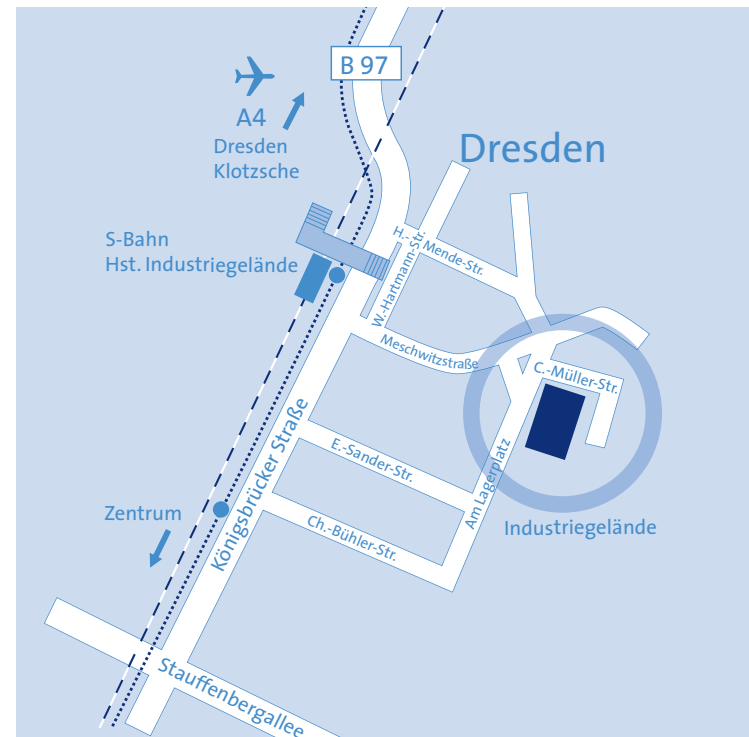 B 97
A4
Dresden
Klotzsche
Dresden
S-Bahn
Hst. Industriegelände
H.-Mende-Str.
W.-Hartmann-Str.
Meschwitzstraße
C.-Müller-Str.
Königsbrücker Straße
E.-Sander-Str.
Am Lagerplatz
Zentrum
Ch.-Bühler-Str.
Industriegelände
Stauffenbergallee